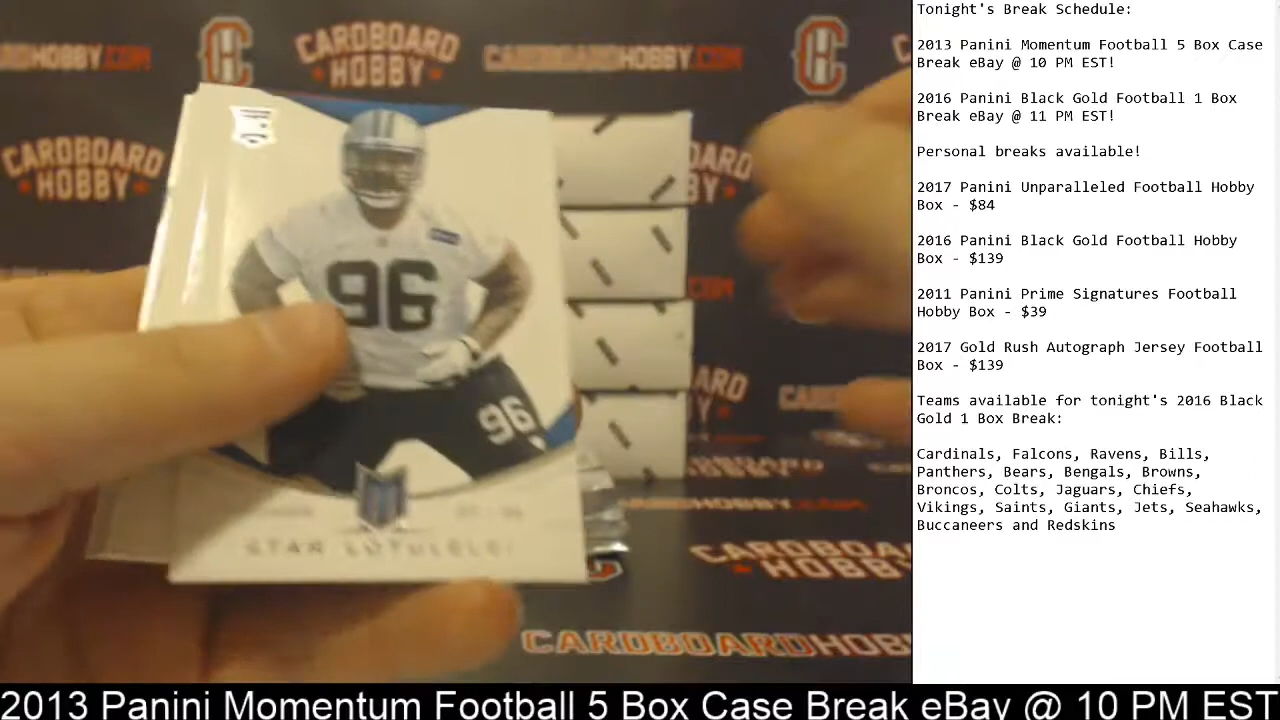 Tonight's Break Schedule:
2013 Panini Momentum Football 5 Box Case
Break eBay @ 10 PM EST!
2016 Panini Black Gold Football 1 Box
Break eBay @ 11 PM EST!
Personal breaks available!
2017 Panini Unparalleled Football Hobby
Box - $84
2016 Panini Black Gold Football Hobby
Box - $139
2011 Panini Prime Signatures Football
Hobby Box - $39
2017 Gold Rush Autograph Jersey Football
Box - $139
Teams available for tonight's 2016 Black
Gold 1 Box Break:
Cardinals, Falcons, Ravens, Bills,
Panthers, Bears, Bengals, Browns,
Broncos, Colts, Jaguars, Chiefs,
Vikings, Saints, Giants, Jets, Seahawks,
Buccaneers and Redskins
CARDBOARD
HOBBY
CARDBOARDHOBBY.COM
CARDBOARD
HOBBY
RC
96
96
STAR LOTULELEI
CARDBOARDHOBBY
2013 Panini Momentum Football 5 Box Case Break eBay @ 10 PM EST